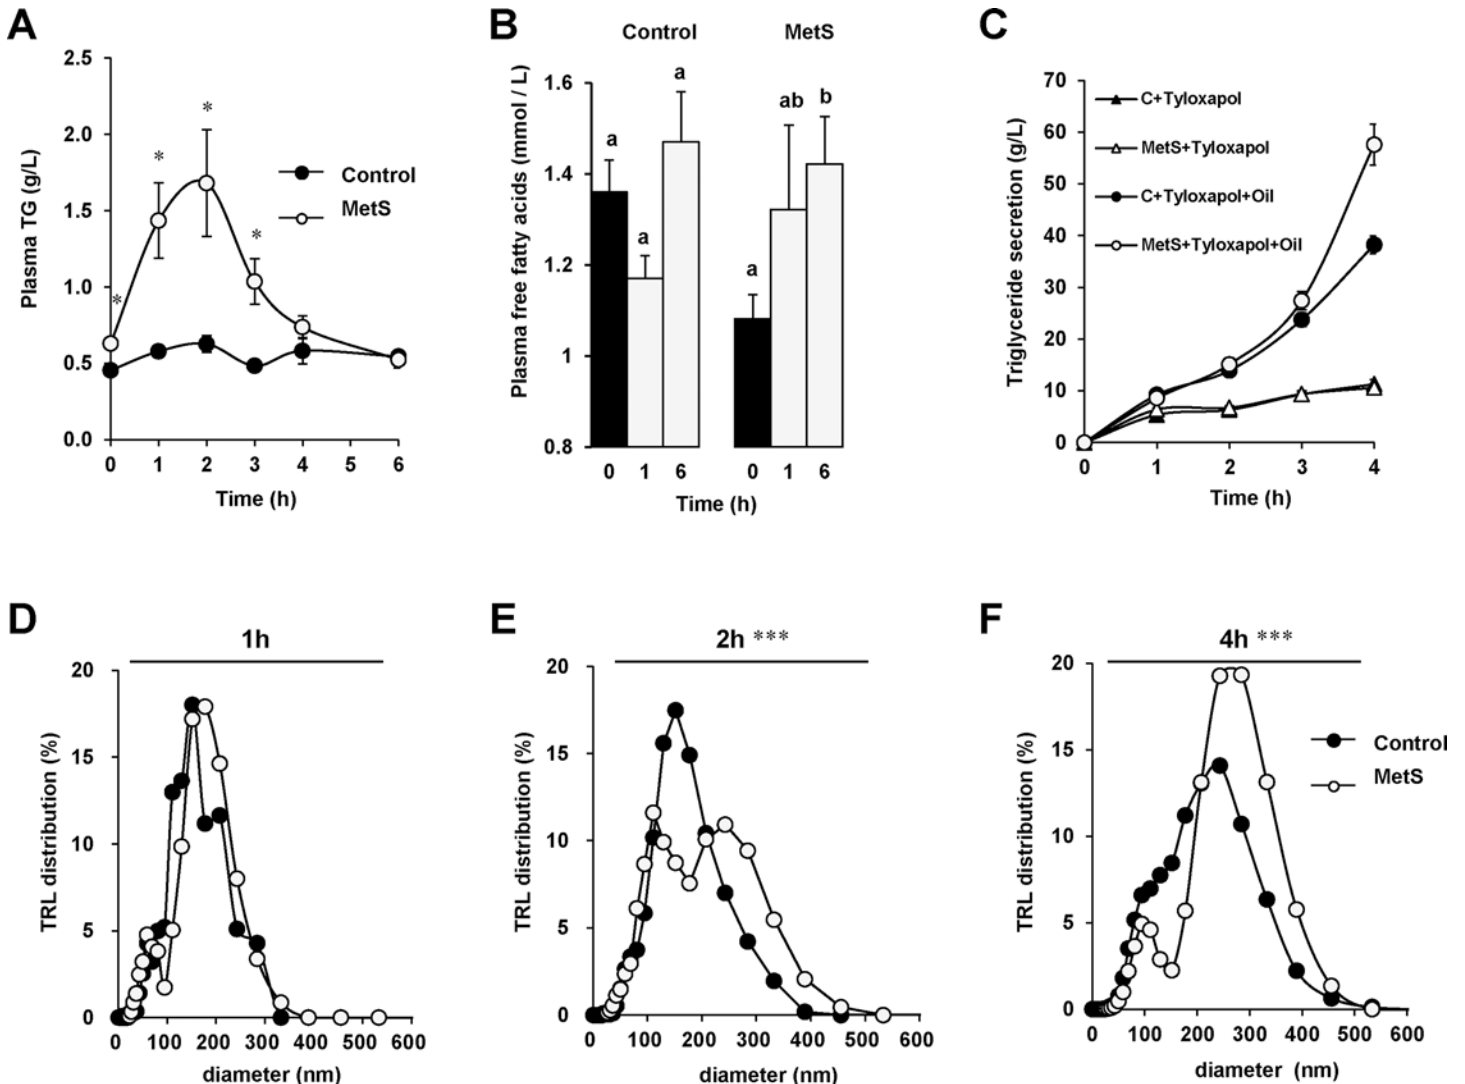 A
2.5
2.0
1.5
1.0
0.5
0.0
Plasma TG (g/L)
*
*
*
*
Control
MetS
0 1 2 3 4 5 6
Time (h)
B
Control MetS
1.6
1.4
1.2
1
0.8
Plasma free fatty acids (mmol / L)
a
a
a
a
ab
b
0 1 6 0 1 6
Time (h)
C
70
60
50
40
30
20
10
0
Triglyceride secretion (g/L)
C+Tyloxapol
MetS+Tyloxapol
C+Tyloxapol+Oil
MetS+Tyloxapol+Oil
0 1 2 3 4
Time (h)
D
1h
20
15
10
5
0
TRL distribution (%)
0 100 200 300 400 500 600
diameter (nm)
E
2h ***
20
15
10
5
0
TRL distribution (%)
0 100 200 300 400 500 600
diameter (nm)
F
4h ***
20
15
10
5
0
TRL distribution (%)
Control
MetS
0 100 200 300 400 500 600
diameter (nm)